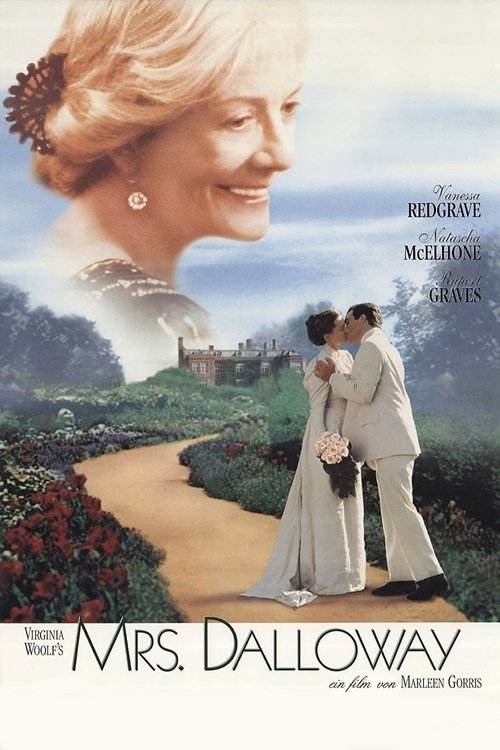 Vanessa
REDGRAVE
Natascha
McELHONE
Rupert
GRAVES
VIRGINIA
WOOLF'S
MRS. DALLOWAY
ein film von MARLEEN GORRIS